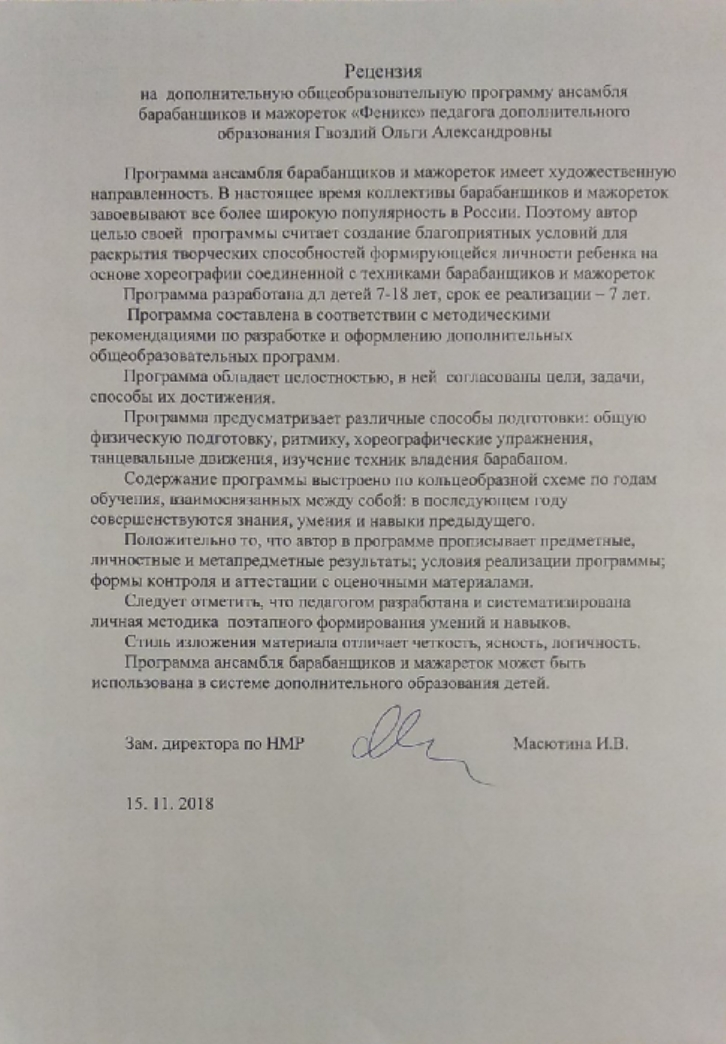 Рецензия
на дополнительную общеобразовательную программу ансамбля
барабанщиков и мажореток «Феникс» педагога дополнительного
образования Гвоздий Ольги Александровны
Программа ансамбля барабанщиков и мажореток имеет художественную
направленность. В настоящее время коллективы барабанщиков и мажореток
завоевывают все более широкую популярность в России. Поэтому автор
целью своей программы считает создание благоприятных условий для
раскрытия творческих способностей формирующейся личности ребенка на
основе хореографии соединенной с техниками барабанщиков и мажореток
Программа разработана дл детей 7-18 лет, срок ее реализации – 7 лет.
Программа составлена в соответствии с методическими
рекомендациями по разработке и оформлению дополнительных
общеобразовательных программ.
Программа обладает целостностью, в ней согласованы цели, задачи,
способы их достижения.
Программа предусматривает различные способы подготовки: общую
физическую подготовку, ритмику, хореографические упражнения,
танцевальные движения, изучение техник владения барабаном.
Содержание программы выстроено по кольцеобразной схеме по годам
обучения, взаимосвязанных между собой: в последующем году
совершенствуются знания, умения и навыки предыдущего.
Положительно то, что автор в программе прописывает предметные,
личностные и метапредметные результаты; условия реализации программы;
формы контроля и аттестации с оценочными материалами.
Следует отметить, что педагогом разработана и систематизирована
личная методика поэтапного формирования умений и навыков.
Стиль изложения материала отличает четкость, ясность, логичность.
Программа ансамбля барабанщиков и мажареток может быть
использована в системе дополнительного образования детей.
Зам. директора по НМР Масютина И.В.
15. 11. 2018